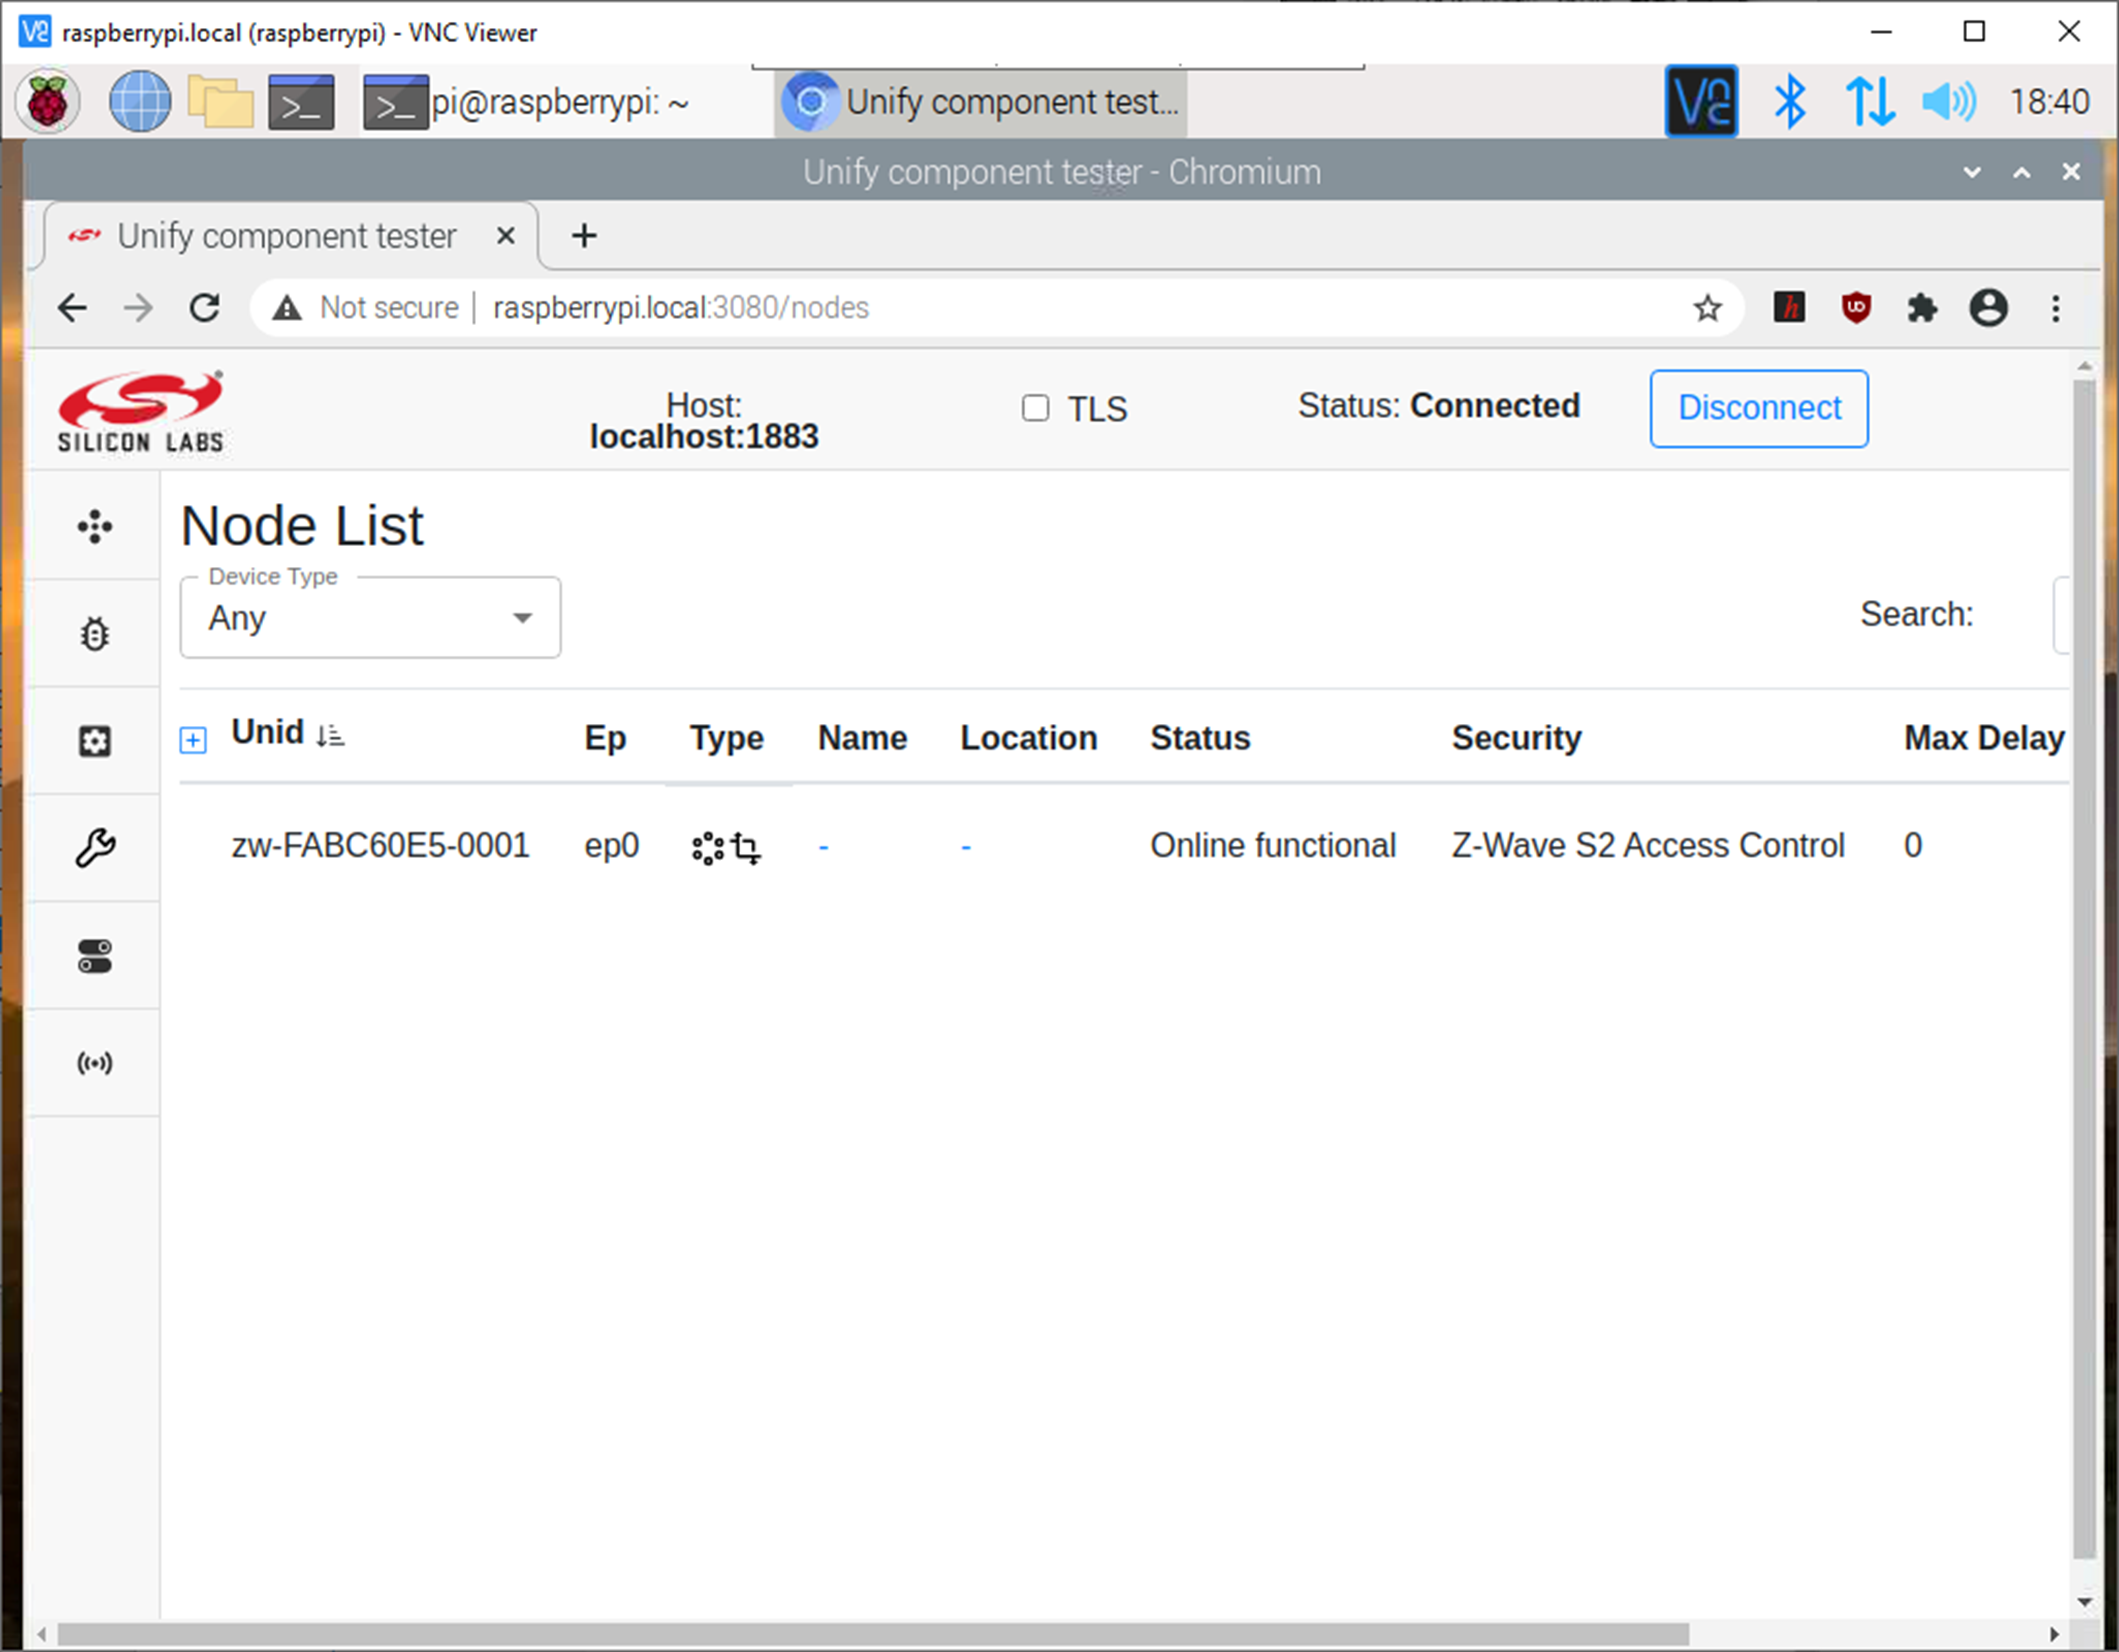 raspberrypi.local (raspberrypi) - VNC Viewer
pi@raspberrypi: ~
Unify component test...
18:40
Unify component tester - Chromium
Unify component tester
Not secure | raspberrypi.local:3080/nodes
SILICON LABS
Host:
localhost:1883
TLS
Status: Connected
Disconnect
Node List
Device Type
Any
Search:
Unid Ep Type Name Location Status Security Max Delay
zw-FABC60E5-0001 ep0 - - Online functional Z-Wave S2 Access Control 0